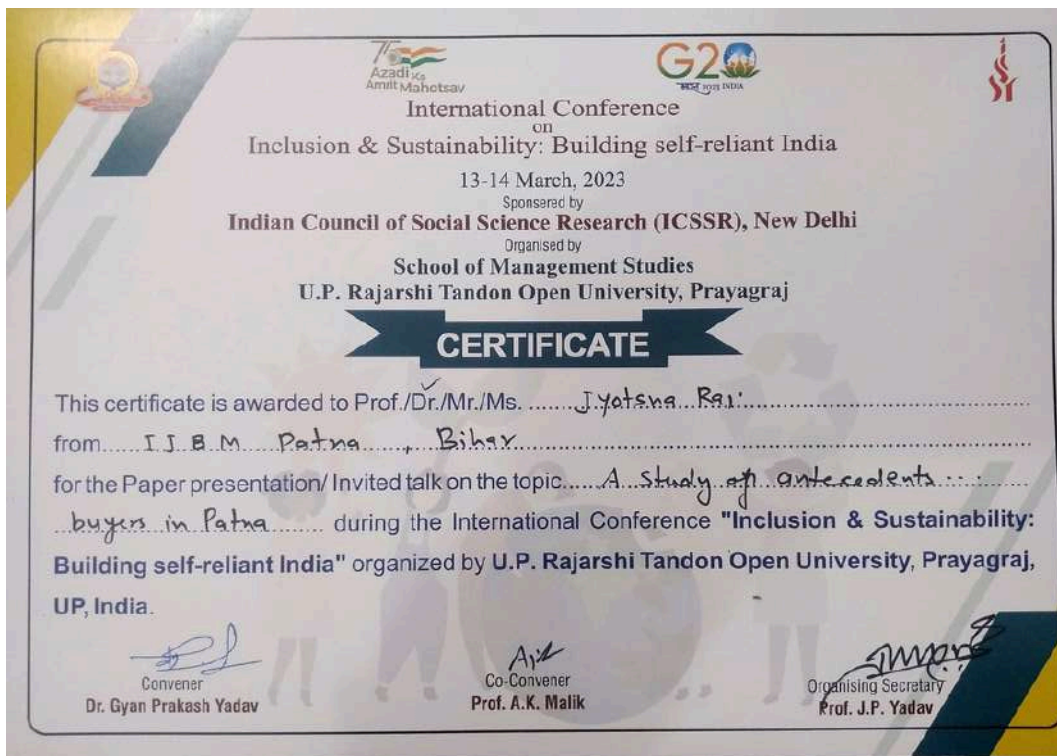 75
Azadi Ka
Amrit Mahotsav
G20
भारत 2023 INDIA
International Conference
on
Inclusion & Sustainability: Building self-reliant India
13-14 March, 2023
Sponsered by
Indian Council of Social Science Research (ICSSR), New Delhi
Organised by
School of Management Studies
U.P. Rajarshi Tandon Open University, Prayagraj
CERTIFICATE
This certificate is awarded to Prof./Dr./Mr./Ms. ....... Jyotsna Raj
from.... I I B M Patna ....., Bihar
for the Paper presentation/ Invited talk on the topic..... A study of antecedents ...
buyers in Patna ...... during the International Conference "Inclusion & Sustainability:
Building self-reliant India" organized by U.P. Rajarshi Tandon Open University, Prayagraj,
UP, India.
Convener
Dr. Gyan Prakash Yadav
Co-Convener
Prof. A.K. Malik
Organising Secretary
Prof. J.P. Yadav